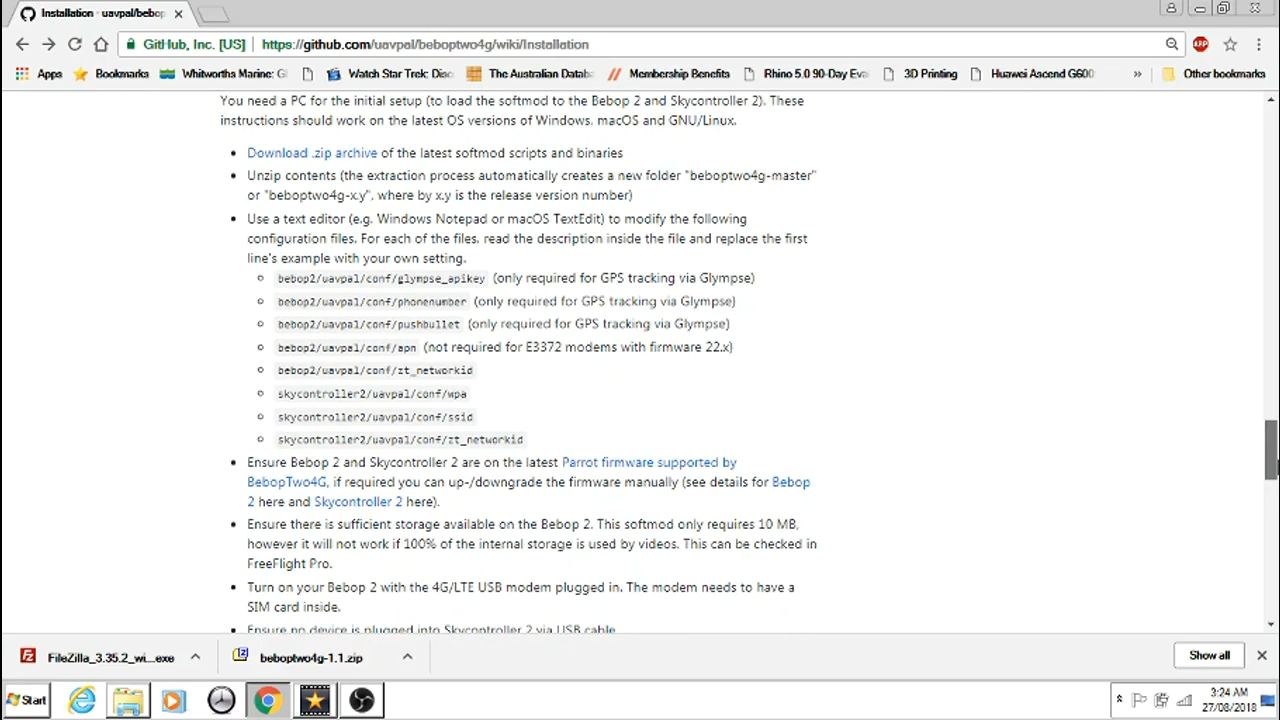 Installation - uavpal/bebop
GitHub, Inc. [US]
https://github.com/uavpal/beboptwo4g/wiki/Installation
ABP
Apps
Bookmarks
Whitworths Marine: G
Watch Star Trek: Disc
The Australian Datab
Membership Benefits
Rhino 5.0 90-Day Eva
3D Printing
Huawei Ascend G600
»
Other bookmarks
You need a PC for the initial setup (to load the softmod to the Bebop 2 and Skycontroller 2). These
instructions should work on the latest OS versions of Windows, macOS and GNU/Linux.
• Download .zip archive of the latest softmod scripts and binaries
• Unzip contents (the extraction process automatically creates a new folder "beboptwo4g-master"
or "beboptwo4g-x.y", where by x.y is the release version number)
• Use a text editor (e.g. Windows Notepad or macOS TextEdit) to modify the following
configuration files. For each of the files, read the description inside the file and replace the first
line's example with your own setting.
bebop2/uavpal/conf/glympse_apikey (only required for GPS tracking via Glympse)
bebop2/uavpal/conf/phonenumber (only required for GPS tracking via Glympse)
bebop2/uavpal/conf/pushbullet (only required for GPS tracking via Glympse)
bebop2/uavpal/conf/apn (not required for E3372 modems with firmware 22.x)
bebop2/uavpal/conf/zt_networkid
skycontroller2/uavpal/conf/wpa
skycontroller2/uavpal/conf/ssid
skycontroller2/uavpal/conf/zt_networkid
• Ensure Bebop 2 and Skycontroller 2 are on the latest Parrot firmware supported by
BebopTwo4G, if required you can up-/downgrade the firmware manually (see details for Bebop
2 here and Skycontroller 2 here).
• Ensure there is sufficient storage available on the Bebop 2. This softmod only requires 10 MB,
however it will not work if 100% of the internal storage is used by videos. This can be checked in
FreeFlight Pro.
• Turn on your Bebop 2 with the 4G/LTE USB modem plugged in. The modem needs to have a
SIM card inside.
• Ensure no device is plugged into Skycontroller 2 via USB cable
FileZilla_3.35.2_wi....exe
beboptwo4g-1.1.zip
Show all
Start
3:24 AM
27/08/2018